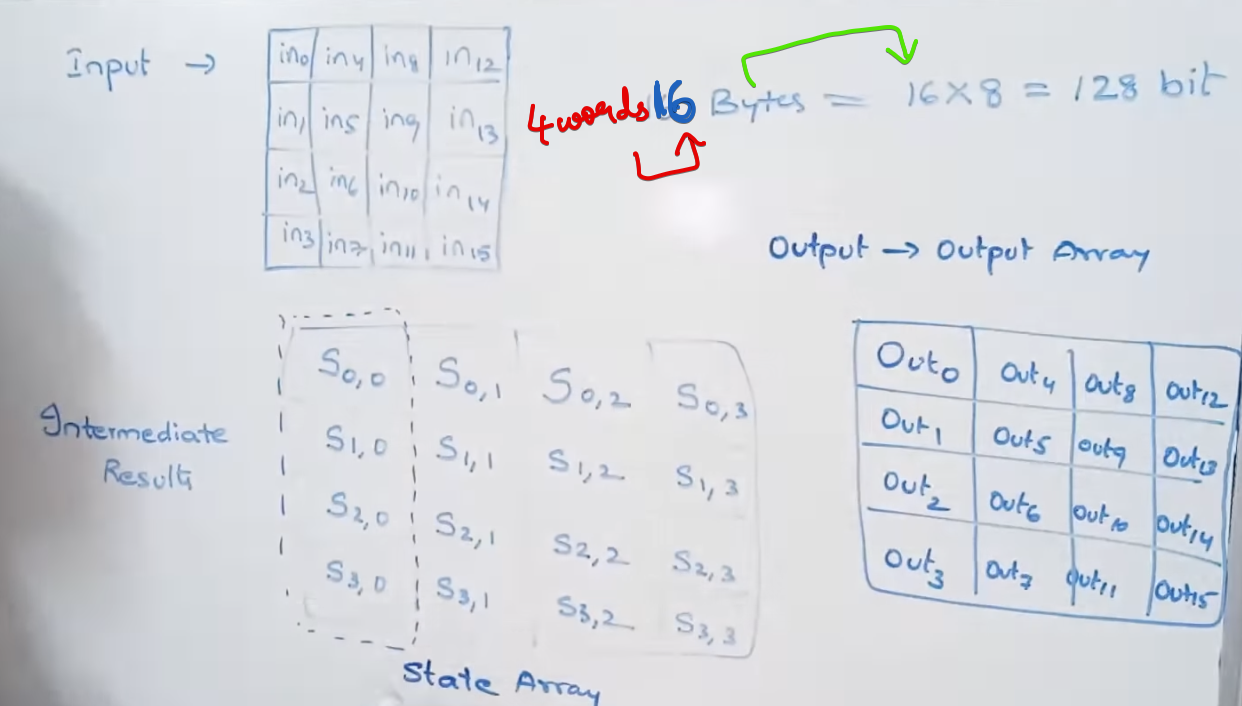 Input →
in0 in4 in8 in12
in1 in5 in9 in13
in2 in6 in10 in14
in3 in7 in11 in15
4words 16 Bytes = 16×8 = 128 bit
Output → Output Array
Intermediate
Result
S0,0 S0,1 S0,2 S0,3
S1,0 S1,1 S1,2 S1,3
S2,0 S2,1 S2,2 S2,3
S3,0 S3,1 S3,2 S3,3
State Array
Out0 Out4 Out8 Out12
Out1 Out5 Out9 Out13
Out2 Out6 Out10 Out14
Out3 Out7 Out11 Out15